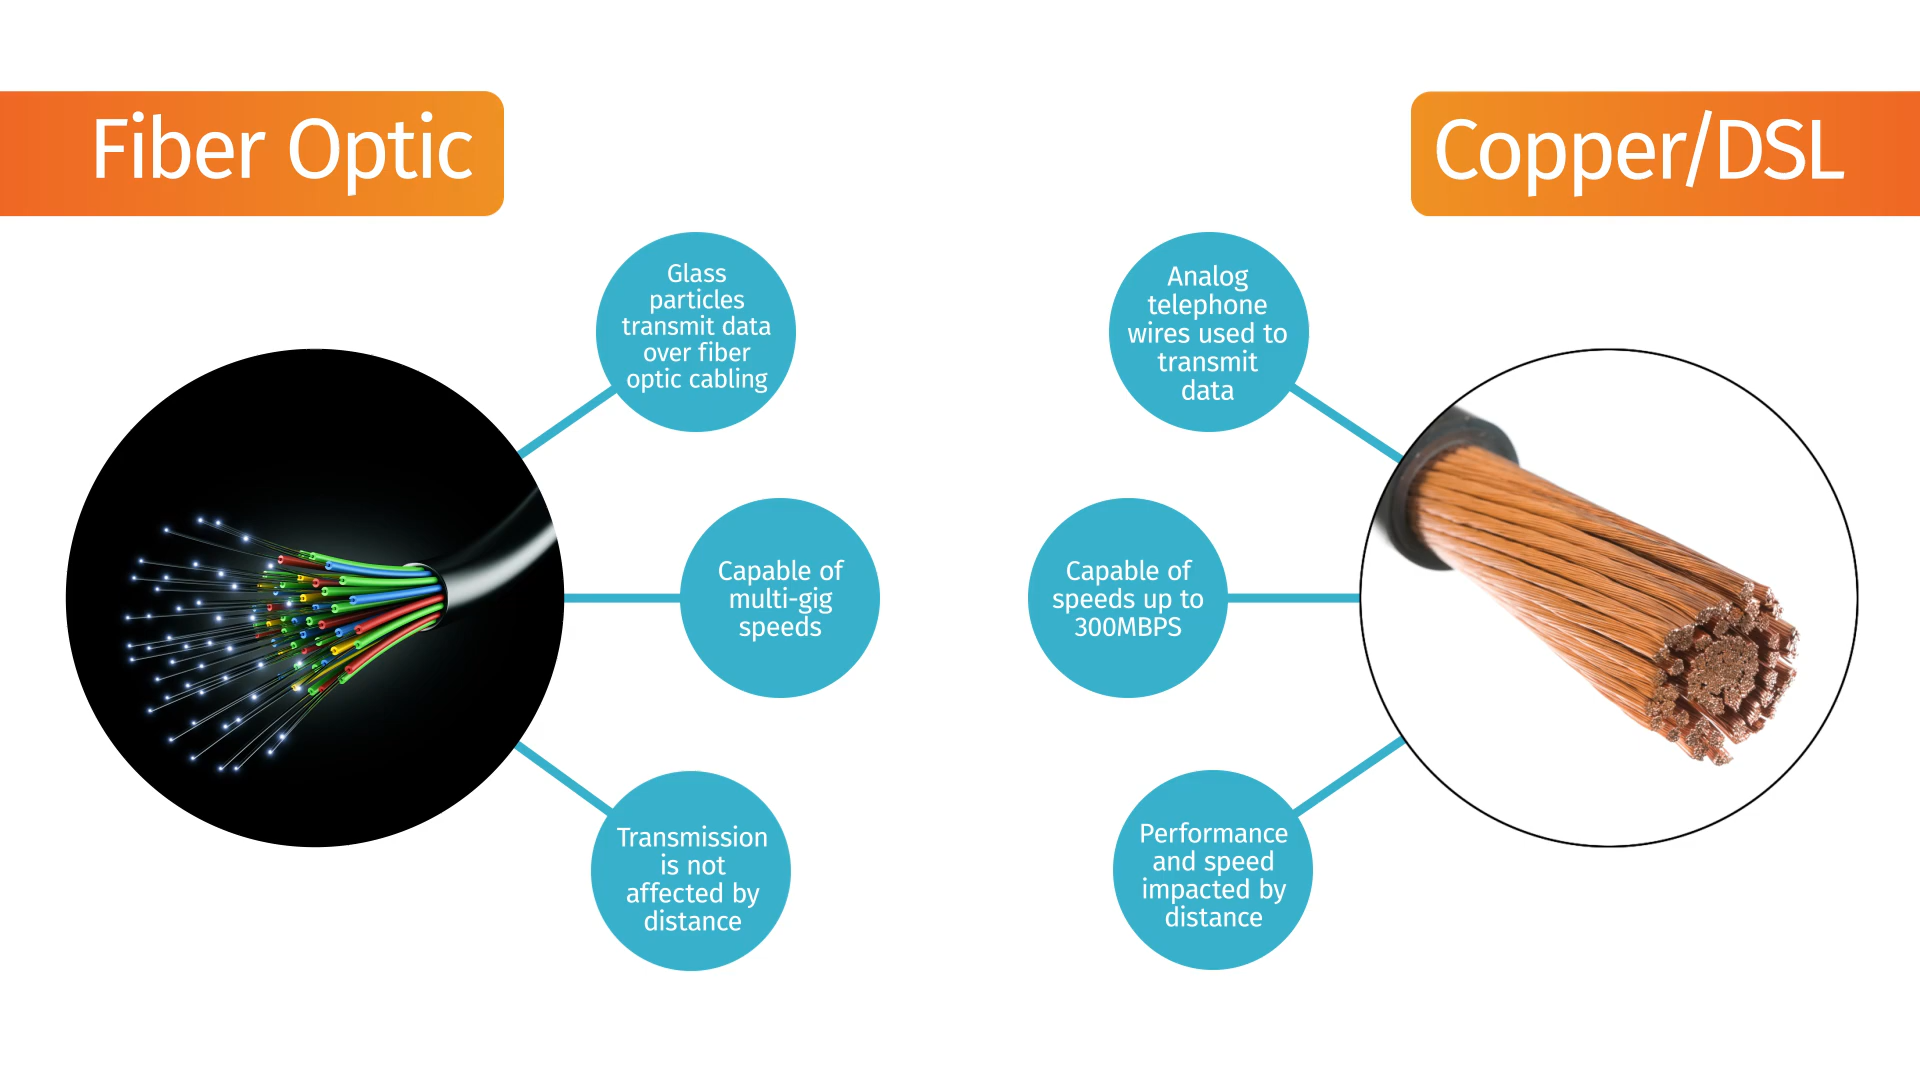 Fiber Optic
Glass
particles
transmit data
over fiber
optic cabling
Capable of
multi-gig
speeds
Transmission
is not
affected by
distance
Copper/DSL
Analog
telephone
wires used to
transmit
data
Capable of
speeds up to
300MBPS
Performance
and speed
impacted by
distance